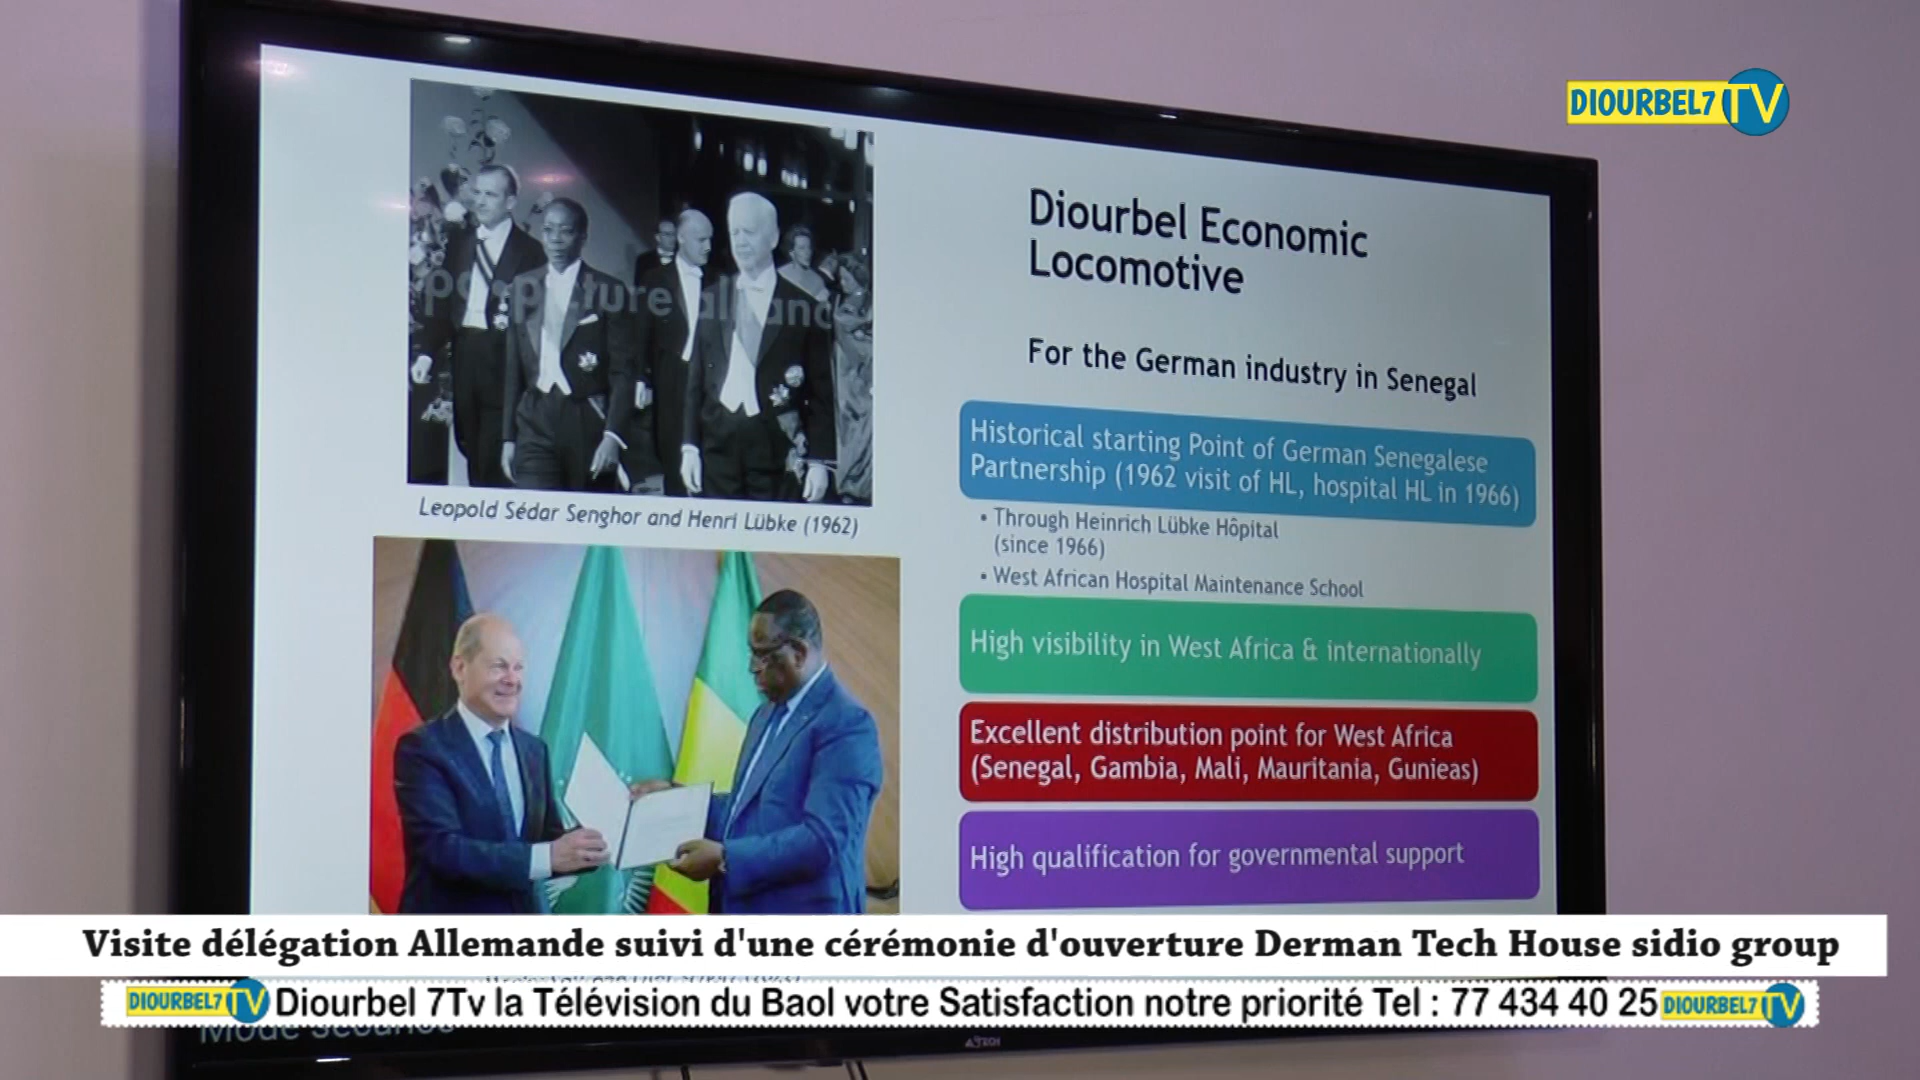 DIOURBEL7 TV
Diourbel Economic
Locomotive
For the German industry in Senegal
picture alliance
Leopold Sédar Senghor and Henri Lübke (1962)
Historical starting Point of German Senegalese
Partnership (1962 visit of HL, hospital HL in 1966)
• Through Heinrich Lübke Hôpital
(since 1966)
• West African Hospital Maintenance School
High visibility in West Africa & internationally
Excellent distribution point for West Africa
(Senegal, Gambia, Mali, Mauritania, Gunieas)
High qualification for governmental support
Visite délégation Allemande suivi d'une cérémonie d'ouverture Derman Tech House sidio group
DIOURBEL7 TV Diourbel 7Tv la Télévision du Baol votre Satisfaction notre priorité Tel : 77 434 40 25 DIOURBEL7 TV
ASTECH